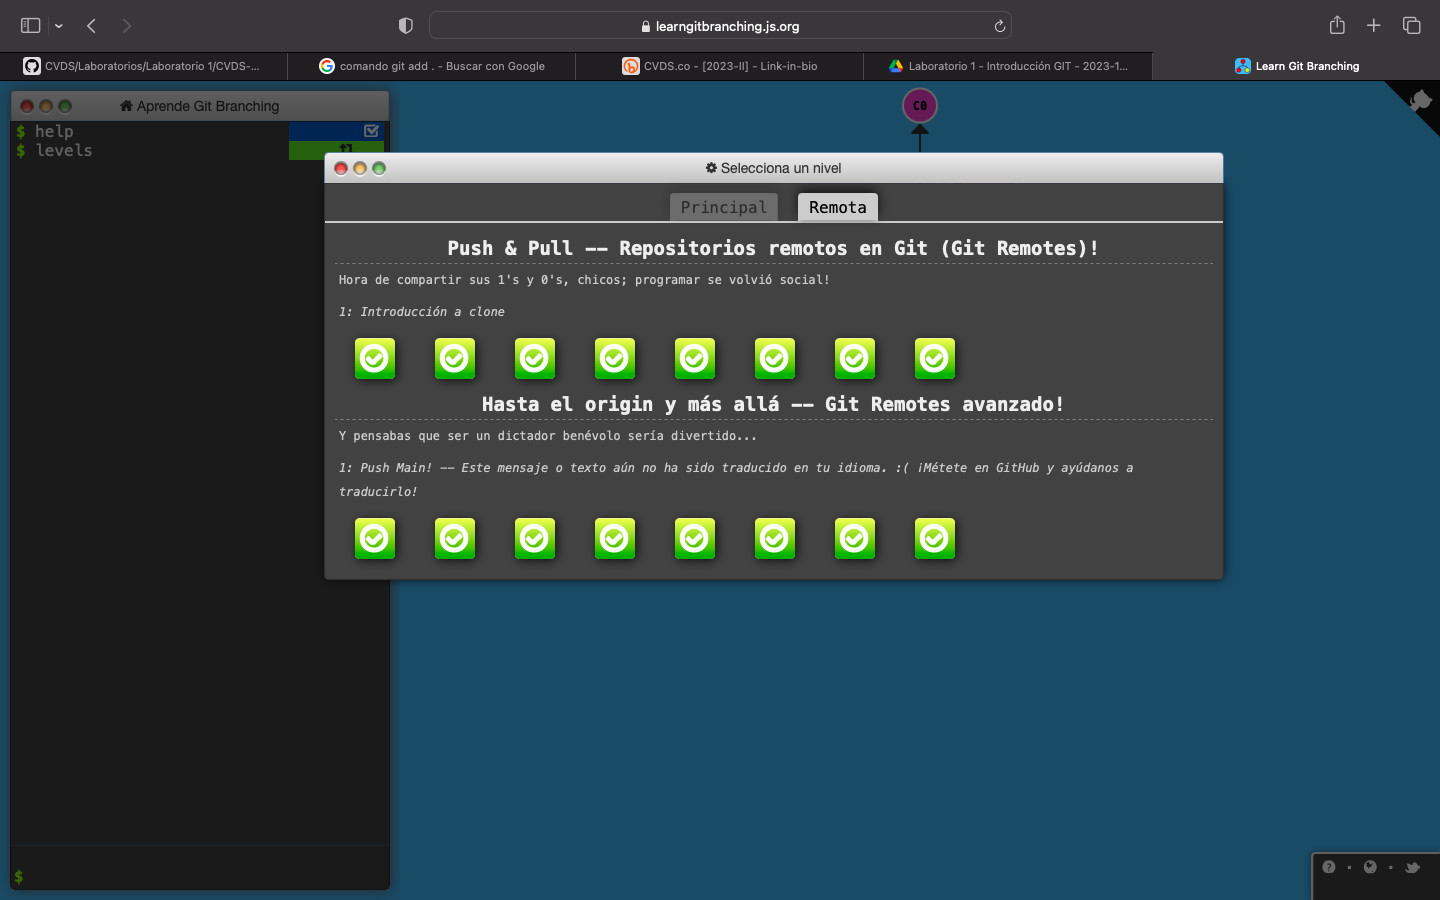 learngitbranching.js.org
CVDS/Laboratorios/Laboratorio 1/CVDS-...
comando git add . - Buscar con Google
CVDS.co - [2023-II] - Link-in-bio
Laboratorio 1 - Introducción GIT - 2023-1...
Learn Git Branching
Aprende Git Branching
C0
$ help
$ levels
Selecciona un nivel
Principal
Remota
Push & Pull -- Repositorios remotos en Git (Git Remotes)!
Hora de compartir sus 1's y 0's, chicos; programar se volvió social!
1: Introducción a clone
Hasta el origin y más allá -- Git Remotes avanzado!
Y pensabas que ser un dictador benévolo sería divertido...
1: Push Main! -- Este mensaje o texto aún no ha sido traducido en tu idioma. :( ¡Métete en GitHub y ayúdanos a
traducirlo!
$